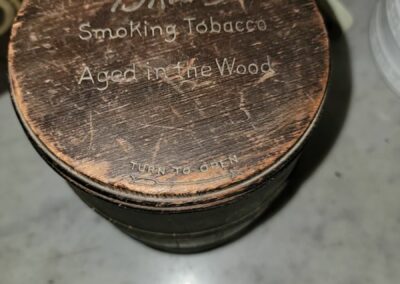 Smoking Tobacco
Aged in the Wood
TURN TO OPEN